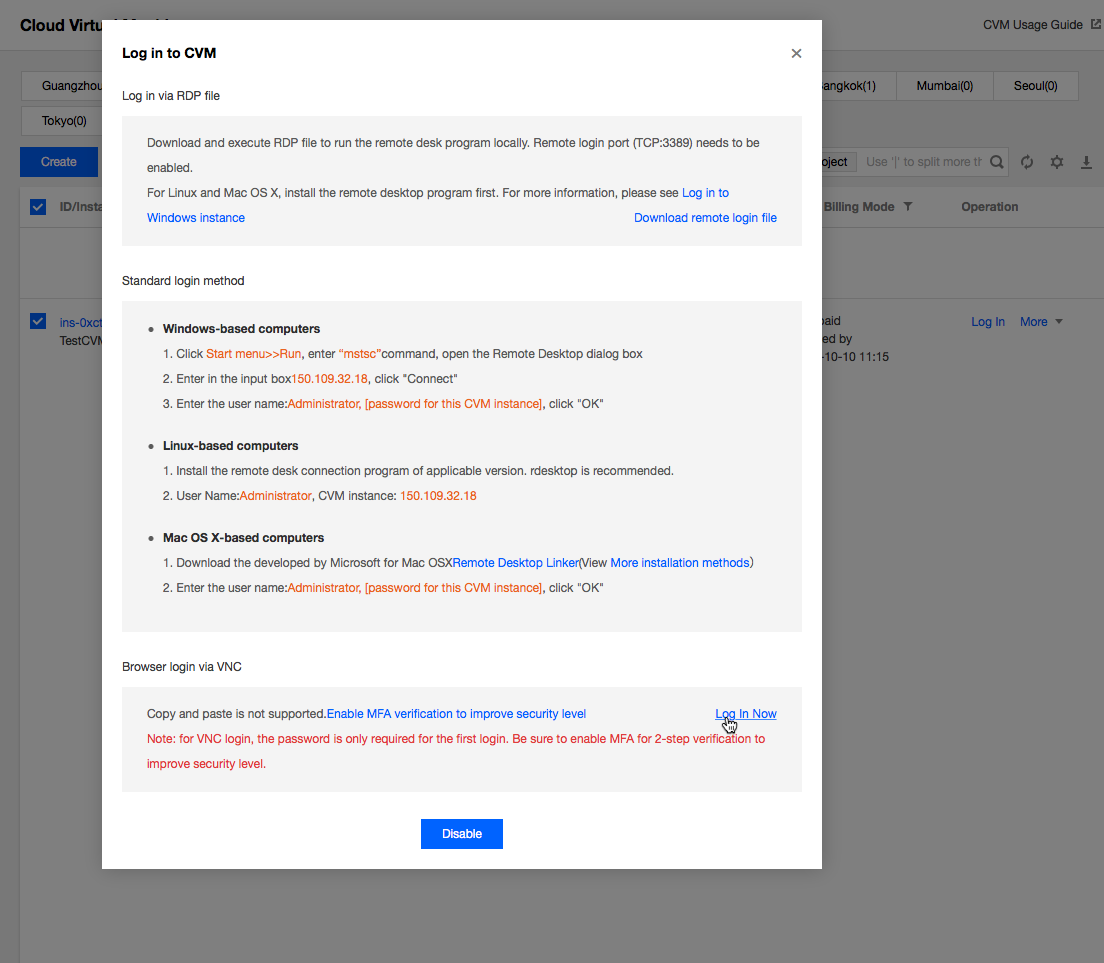 Cloud Virtu
CVM Usage Guide
Log in to CVM
Log in via RDP file
Guangzhou
angkok(1)
Mumbai(0)
Seoul(0)
Tokyo(0)
Download and execute RDP file to run the remote desk program locally. Remote login port (TCP:3389) needs to be
enabled.
For Linux and Mac OS X, install the remote desktop program first. For more information, please see Log in to
Windows instance
Download remote login file
Create
oject
Use '|' to split more th
ID/Insta
Billing Mode
Operation
Standard login method
Windows-based computers
1. Click Start menu>>Run, enter “mstsc”command, open the Remote Desktop dialog box
2. Enter in the input box150.109.32.18, click "Connect"
3. Enter the user name:Administrator, [password for this CVM instance], click "OK"
ins-0xct
TestCVM
paid
ed by
-10-10 11:15
Log In
More
Linux-based computers
1. Install the remote desk connection program of applicable version. rdesktop is recommended.
2. User Name:Administrator, CVM instance: 150.109.32.18
Mac OS X-based computers
1. Download the developed by Microsoft for Mac OSXRemote Desktop Linker(View More installation methods)
2. Enter the user name:Administrator, [password for this CVM instance], click "OK"
Browser login via VNC
Copy and paste is not supported.Enable MFA verification to improve security level
Log In Now
Note: for VNC login, the password is only required for the first login. Be sure to enable MFA for 2-step verification to
improve security level.
Disable